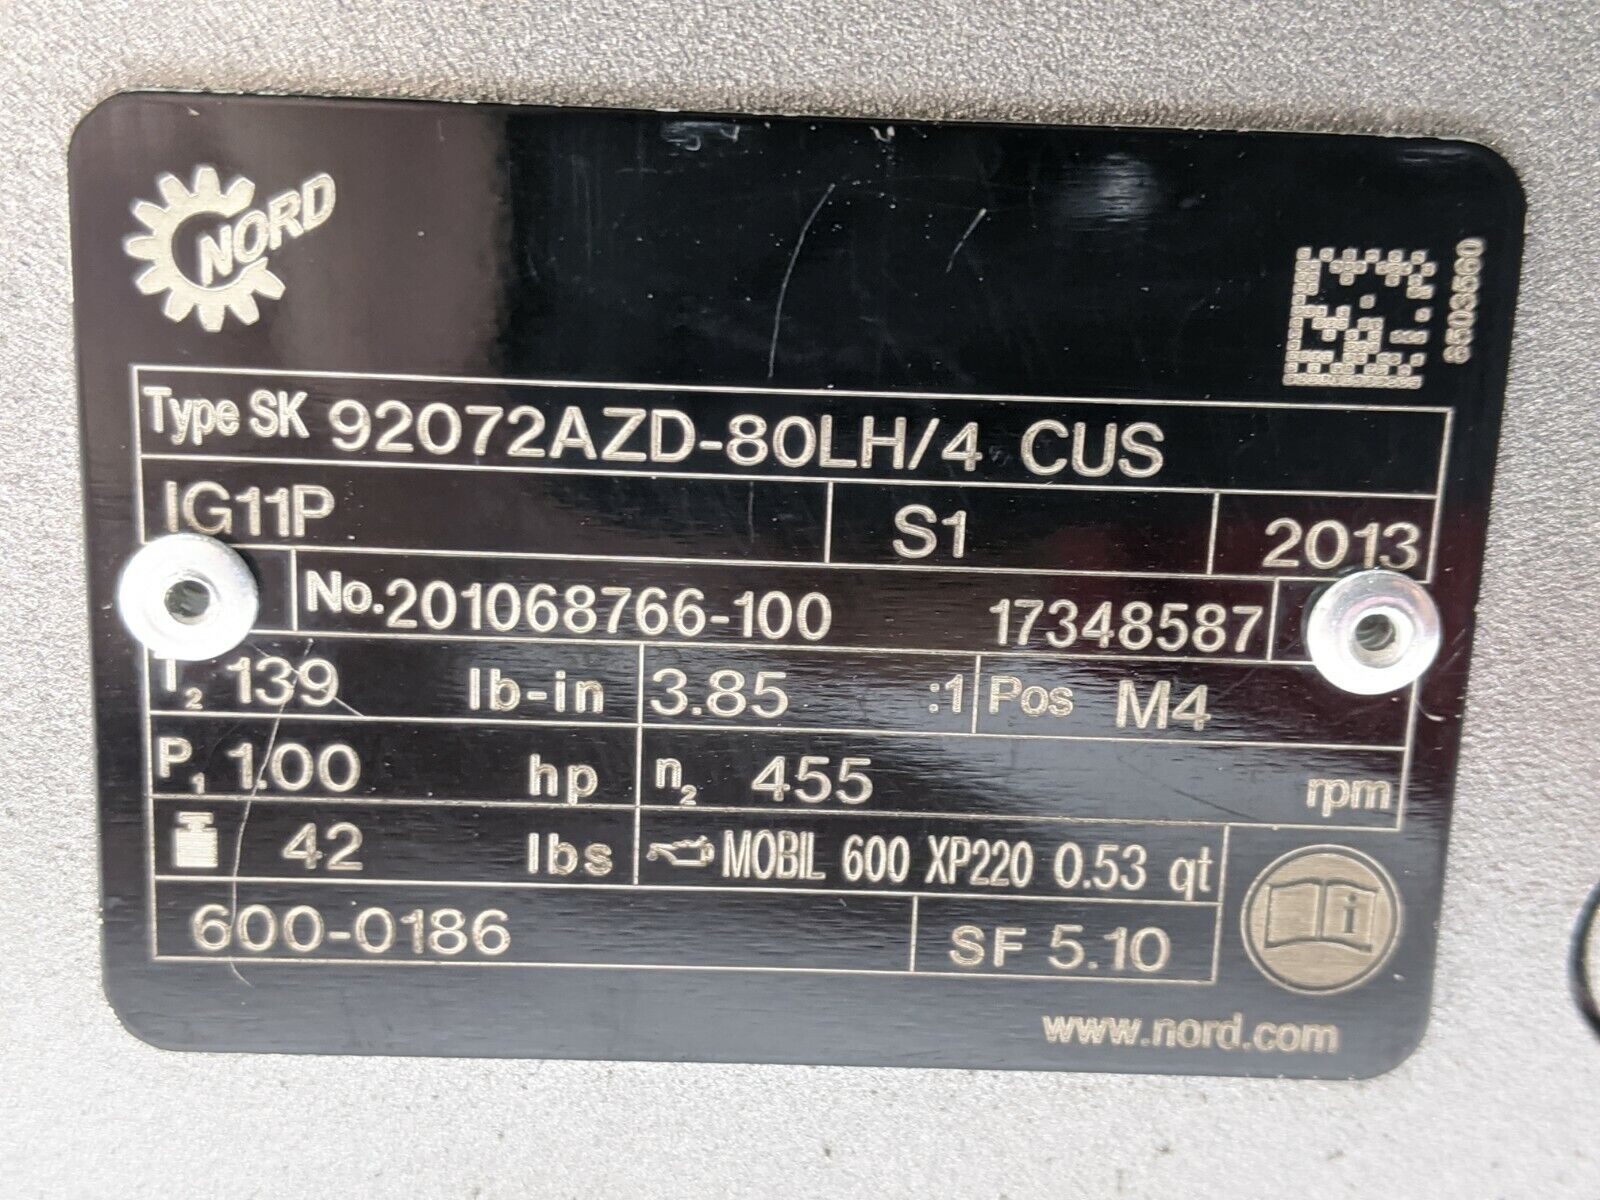 NORD
6503560
Type SK 92072AZD-80LH/4 CUS
IG11P S1 2013
No. 201068766-100 17348587
T2 139 lb-in 3.85 :1 Pos M4
P1 1.00 hp n2 455 rpm
42 lbs MOBIL 600 XP220 0.53 qt
600-0186 SF 5.10
i
www.nord.com